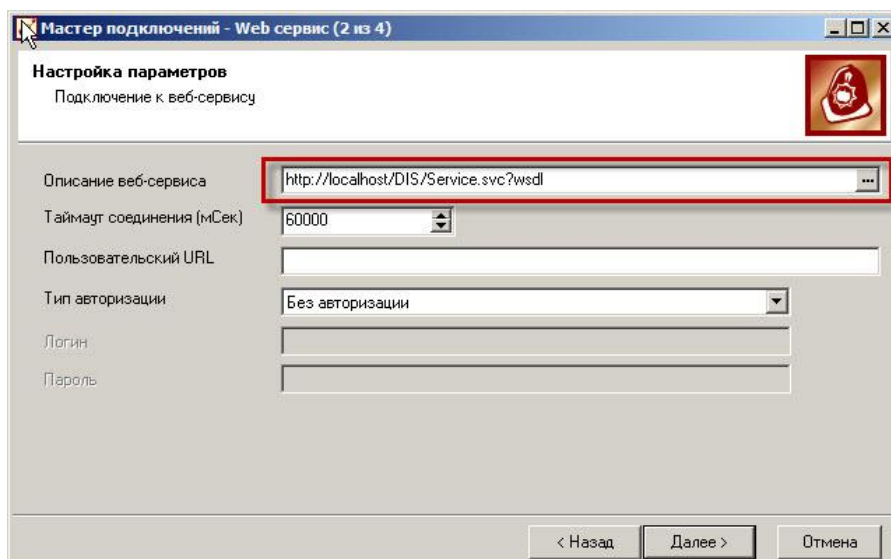 Мастер подключений - Web сервис (2 из 4)
Настройка параметров
Подключение к веб-сервису
Описание веб-сервиса http://localhost/DIS/Service.svc?wsdl ...
Таймаут соединения (мСек) 60000
Пользовательский URL
Тип авторизации Без авторизации
Логин
Пароль
< Назад Далее > Отмена